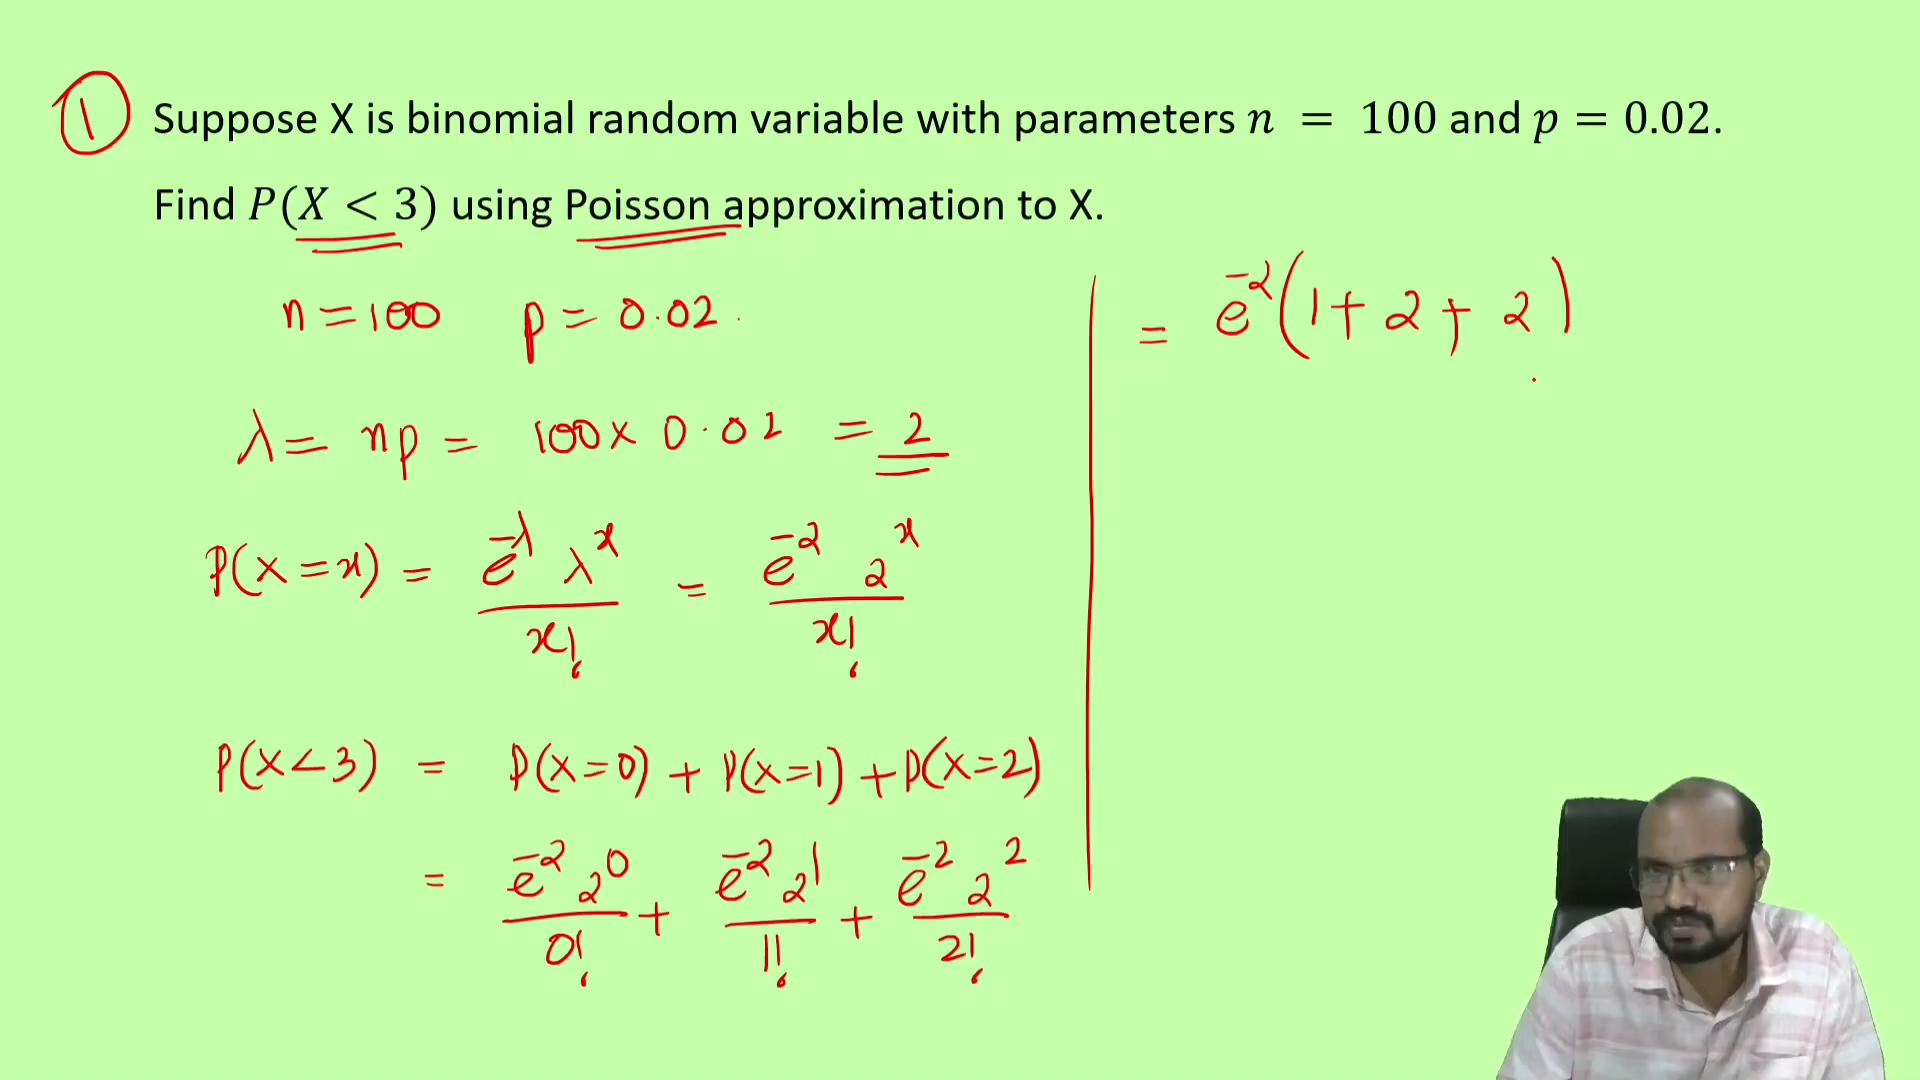 ① Suppose X is binomial random variable with parameters n = 100 and p = 0.02.
Find P(X < 3) using Poisson approximation to X.
n = 100 p = 0.02
λ = np = 100 × 0.02 = 2
P(X = x) = e^{-λ} λ^x / x! = e^{-2} 2^x / x!
P(X < 3) = P(X = 0) + P(X = 1) + P(X = 2)
= e^{-2} 2^0 / 0! + e^{-2} 2^1 / 1! + e^{-2} 2^2 / 2!
= e^{-2} (1 + 2 + 2)